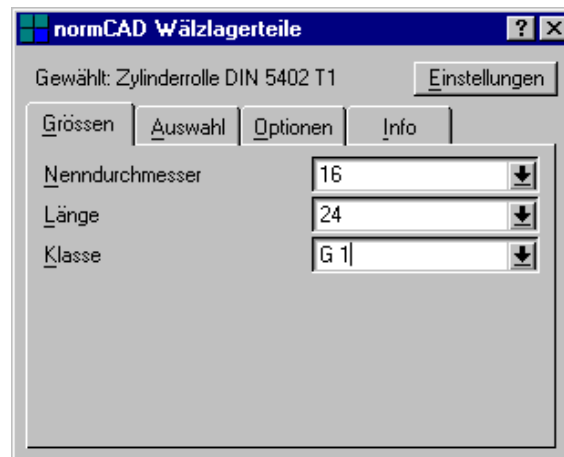 normCAD Wälzlagerteile ? ×
Gewählt: Zylinderrolle DIN 5402 T1 Einstellungen
Grössen Auswahl Optionen Info
Nenndurchmesser 16
Länge 24
Klasse G 1